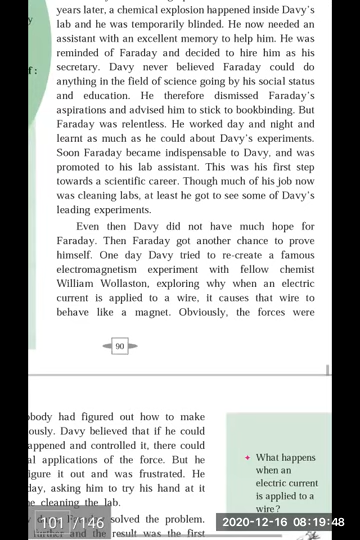 f :
years later, a chemical explosion happened inside Davy's
lab and he was temporarily blinded. He now needed an
assistant with an excellent memory to help him. He was
reminded of Faraday and decided to hire him as his
secretary. Davy never believed Faraday could do
anything in the field of science going by his social status
and education. He therefore dismissed Faraday's
aspirations and advised him to stick to bookbinding. But
Faraday was relentless. He worked day and night and
learnt as much as he could about Davy's experiments.
Soon Faraday became indispensable to Davy, and was
promoted to his lab assistant. This was his first step
towards a scientific career. Though much of his job now
was cleaning labs, at least he got to see some of Davy's
leading experiments.
Even then Davy did not have much hope for
Faraday. Then Faraday got another chance to prove
himself. One day Davy tried to re-create a famous
electromagnetism experiment with fellow chemist
William Wollaston, exploring why when an electric
current is applied to a wire, it causes that wire to
behave like a magnet. Obviously, the forces were
90
obody had figured out how to make
ously. Davy believed that if he could
appened and controlled it, there could
al applications of the force. But he
igure it out and was frustrated. He
day, asking him to try his hand at it
e cleaning the lab.
solved the problem.
further and the result was the first
What happens
when an
electric current
is applied to a
wire?
101 /146
2020-12-16 08:19:48